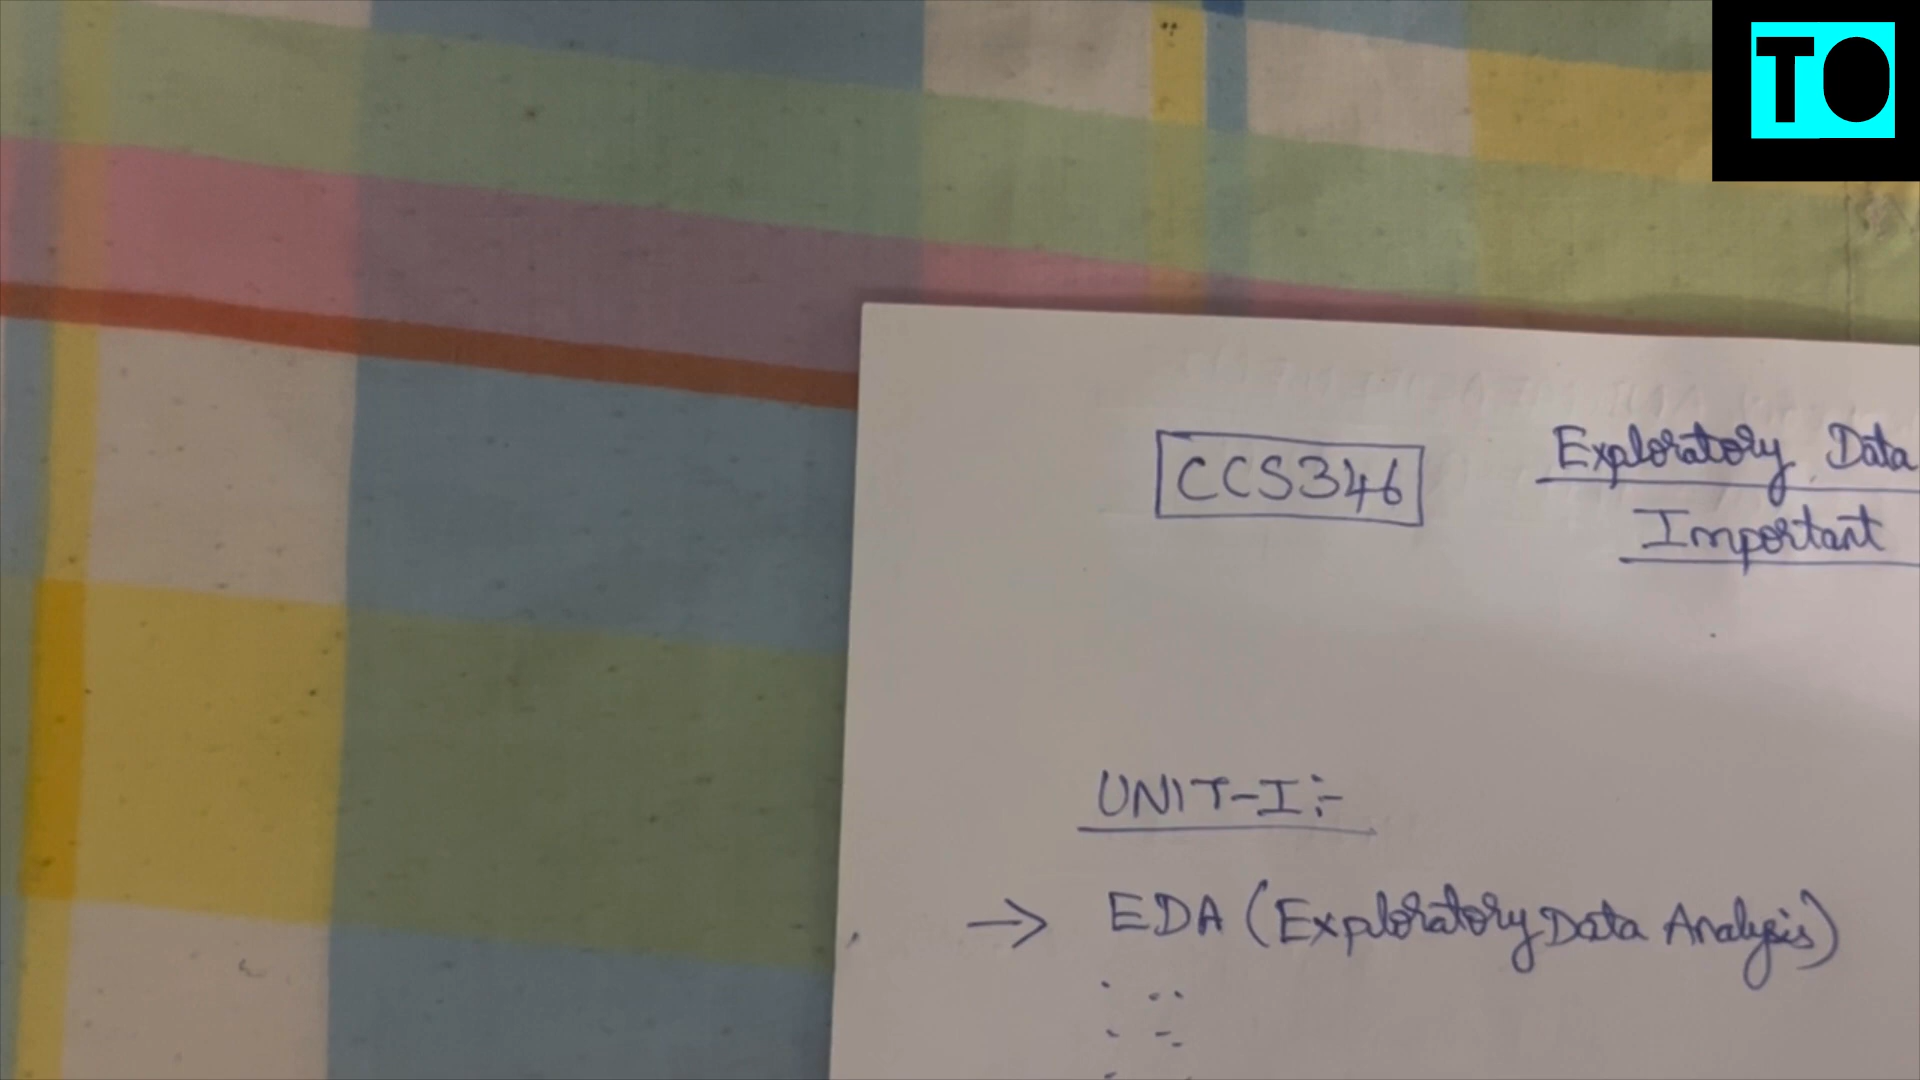 TO
CCS346
Exploratory Data
Important
UNIT-I:-
→ EDA (Exploratory Data Analysis)